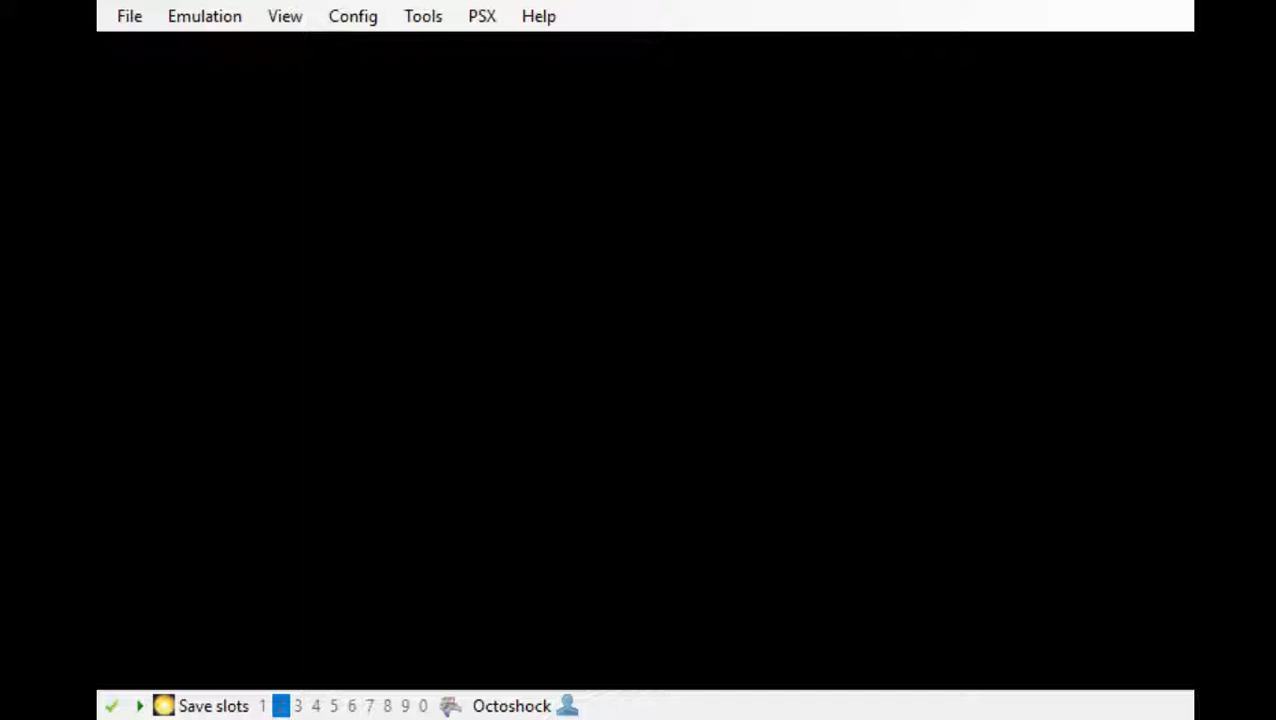 File Emulation View Config Tools PSX Help
Save slots 1 2 3 4 5 6 7 8 9 0 Octoshock